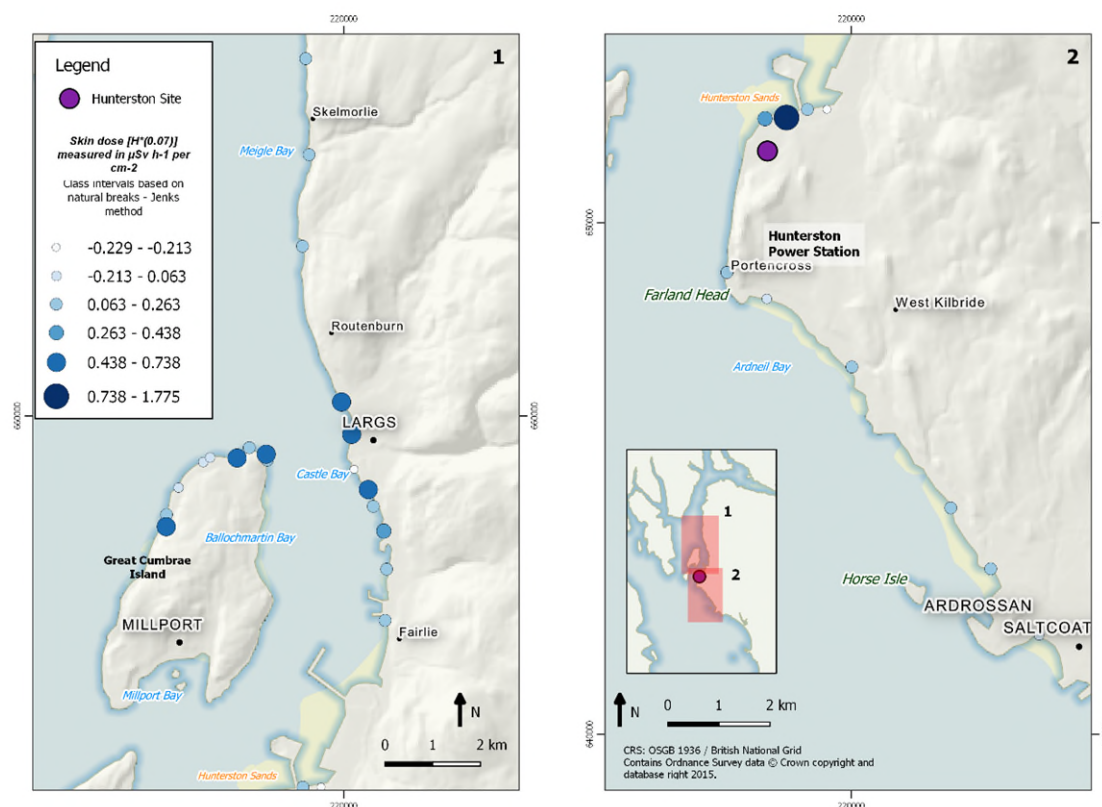 220000
1
Legend
Hunterston Site
Skin dose [H*(0.07)]
measured in µSv h-1 per
cm-2
Class intervals based on
natural breaks - Jenks
method
-0.229 - -0.213
-0.213 - 0.063
0.063 - 0.263
0.263 - 0.438
0.438 - 0.738
0.738 - 1.775
Skelmorlie
Meigle Bay
Routenburn
660000
660000
LARGS
Castle Bay
Ballochmartin Bay
Great Cumbrae
Island
MILLPORT
Fairlie
Millport Bay
N
0 1 2 km
Hunterston Sands
220000
220000
2
Hunterston Sands
650000
650000
Hunterston
Power Station
Portencross
Farland Head
West Kilbride
Ardneil Bay
1
2
Horse Isle
ARDROSSAN
SALTCOAT
N
0 1 2 km
640000
640000
CRS: OSGB 1936 / British National Grid
Contains Ordnance Survey data © Crown copyright and
database right 2015.
220000